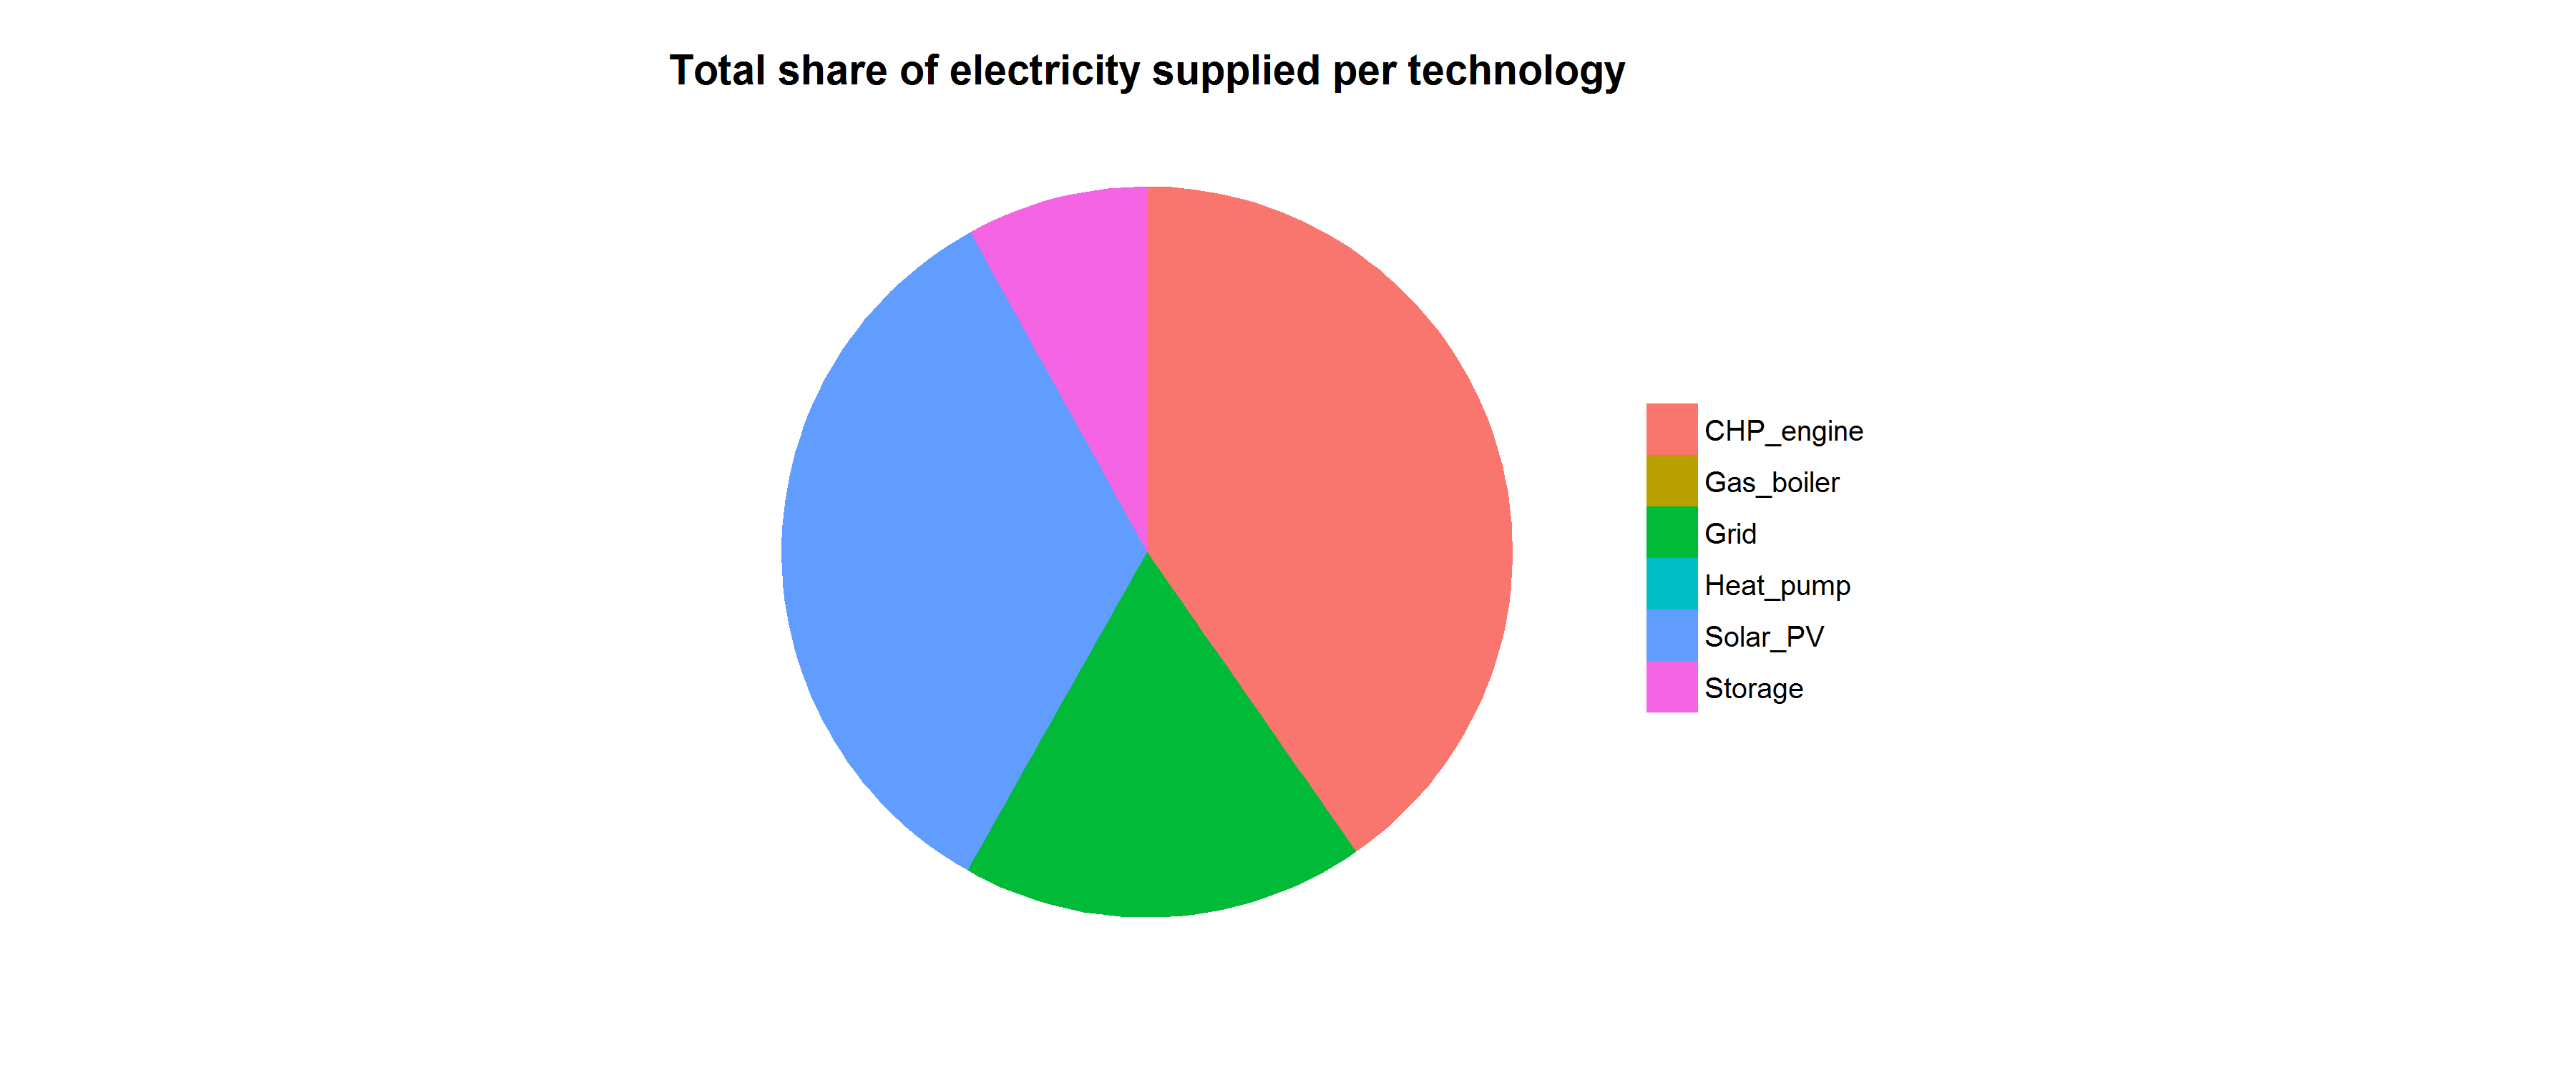 Total share of electricity supplied per technology
CHP_engine
Gas_boiler
Grid
Heat_pump
Solar_PV
Storage